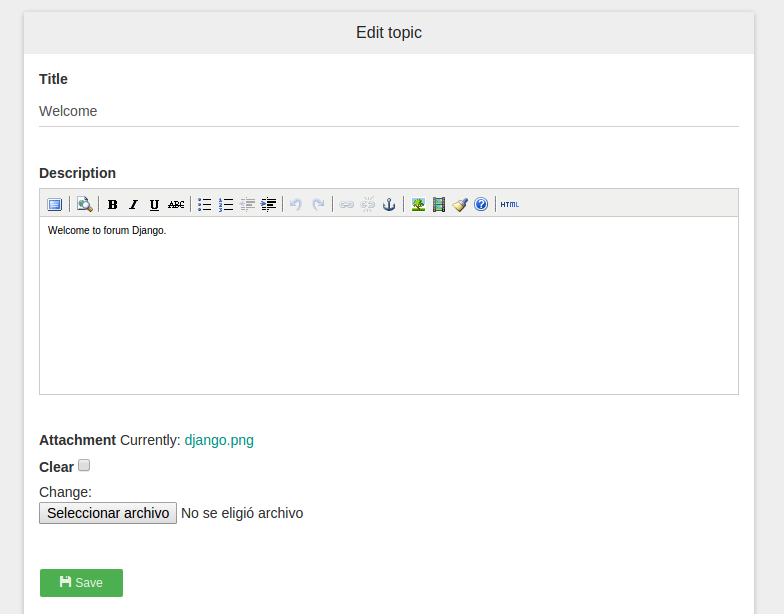 Edit topic
Title
Welcome
Description
B I U ABC HTML
Welcome to forum Django.
Attachment Currently: django.png
Clear
Change:
Seleccionar archivo No se eligió archivo
Save